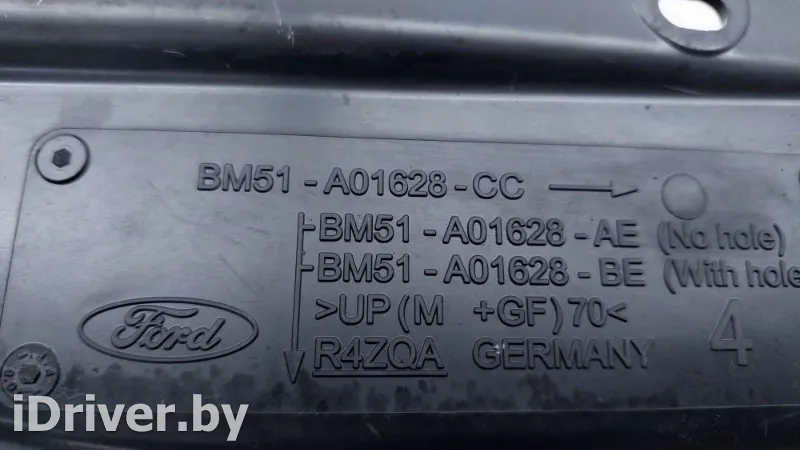 BM51-A01628-CC
BM51-A01628-AE (No hole)
BM51-A01628-BE (With hole
>UP(M +GF)70<
R4ZQA GERMANY 4
Ford
iDriver.by